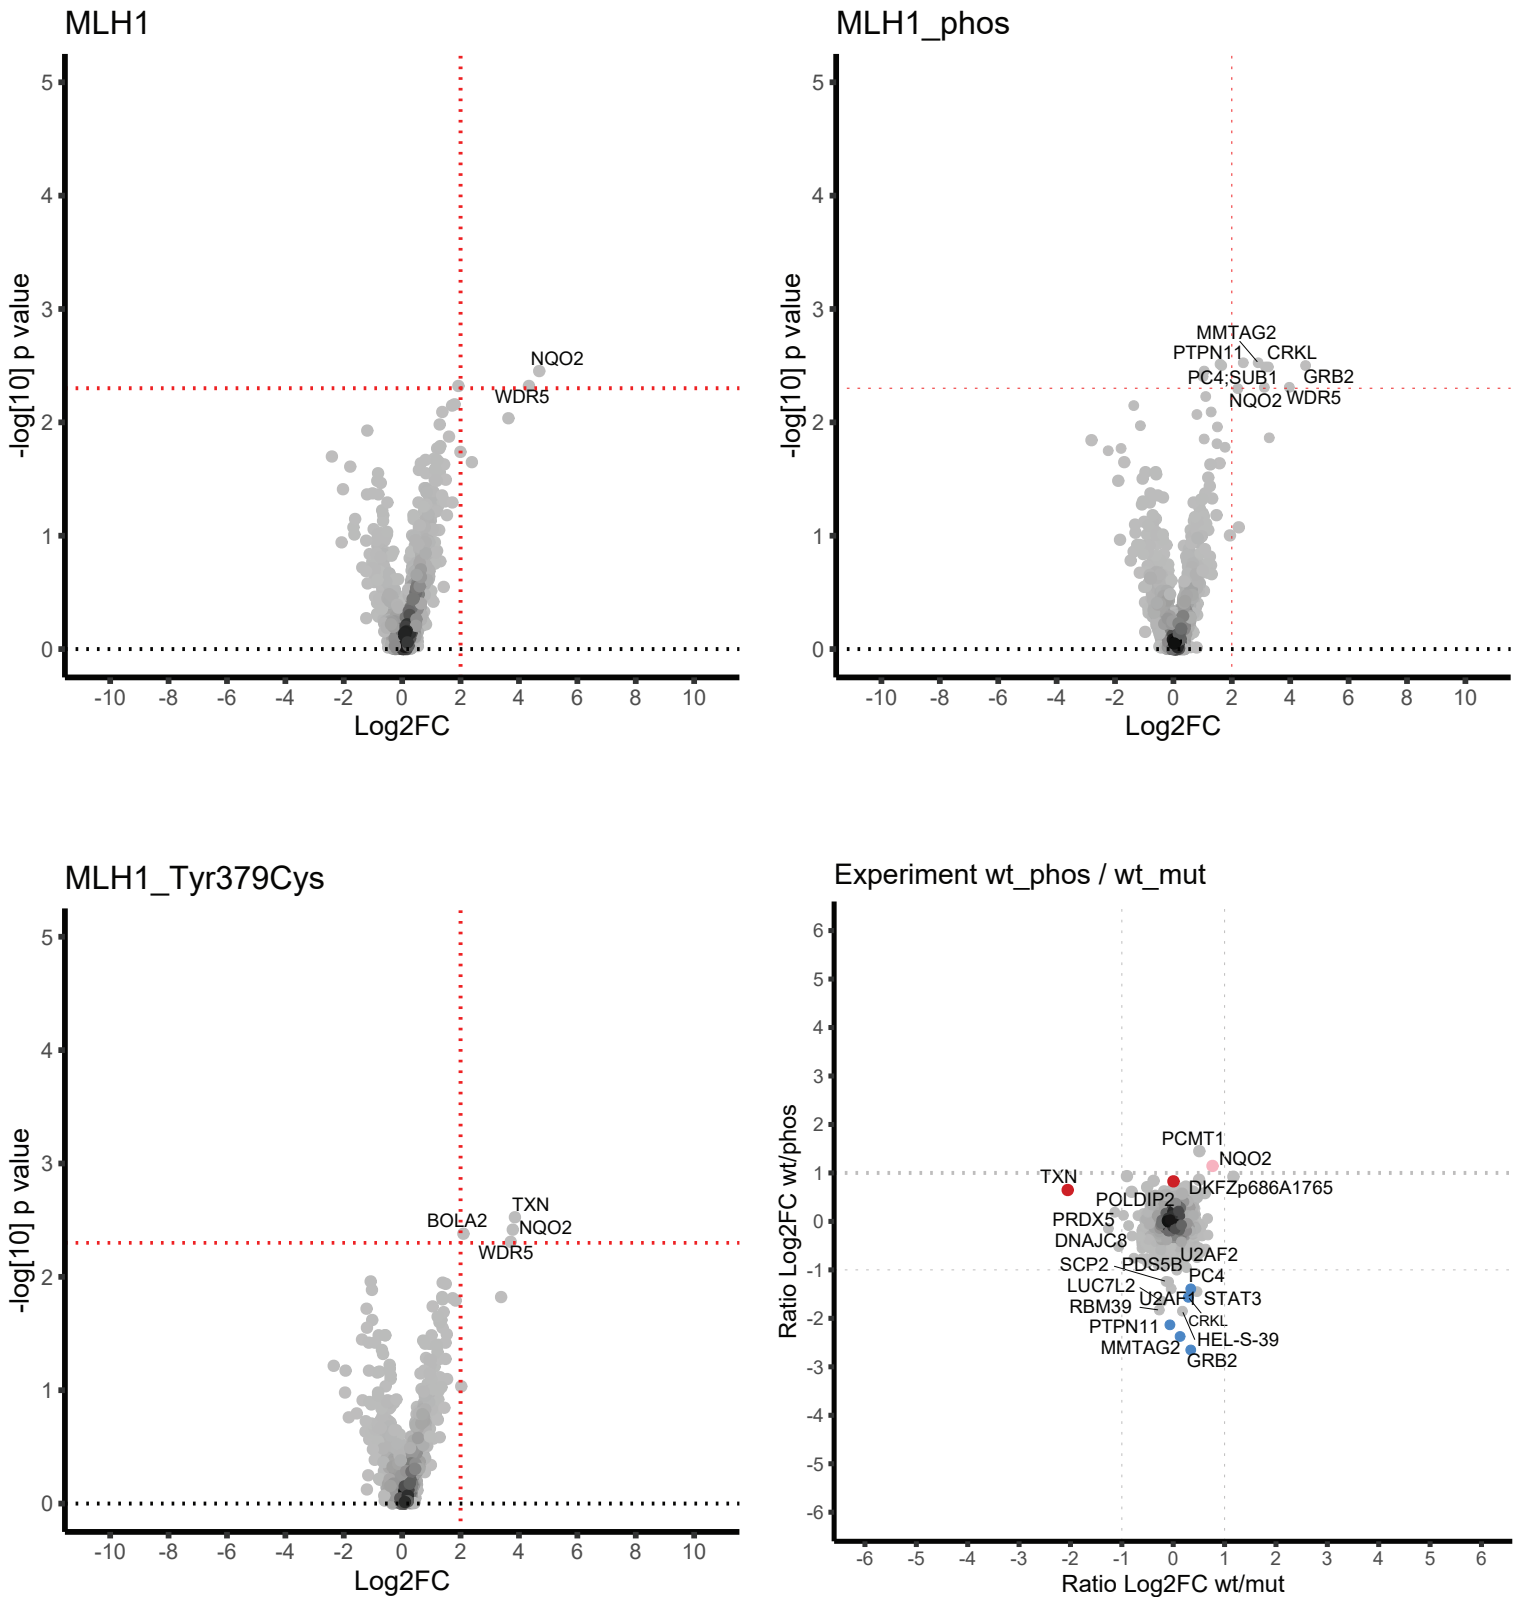 MLH1
5
4
3
2
1
0
-log[10] p value
NQO2
WDR5
-10 -8 -6 -4 -2 0 2 4 6 8 10
Log2FC
MLH1_phos
5
4
3
2
1
0
-log[10] p value
MMTAG2
PTPN11 CRKL
PC4;SUB1 GRB2
NQO2 WDR5
-10 -8 -6 -4 -2 0 2 4 6 8 10
Log2FC
MLH1_Tyr379Cys
5
4
3
2
1
0
-log[10] p value
TXN
BOLA2 NQO2
WDR5
-10 -8 -6 -4 -2 0 2 4 6 8 10
Log2FC
Experiment wt_phos / wt_mut
6
5
4
3
2
1
0
-1
-2
-3
-4
-5
-6
Ratio Log2FC wt/phos
PCMT1
NQO2
TXN
DKFZp686A1765
POLDIP2
PRDX5
DNAJC8
U2AF2
SCP2 PDS5B
PC4
LUC7L2
U2AF1 STAT3
RBM39
CRKL
PTPN11
HEL-S-39
MMTAG2
GRB2
-6 -5 -4 -3 -2 -1 0 1 2 3 4 5 6
Ratio Log2FC wt/mut